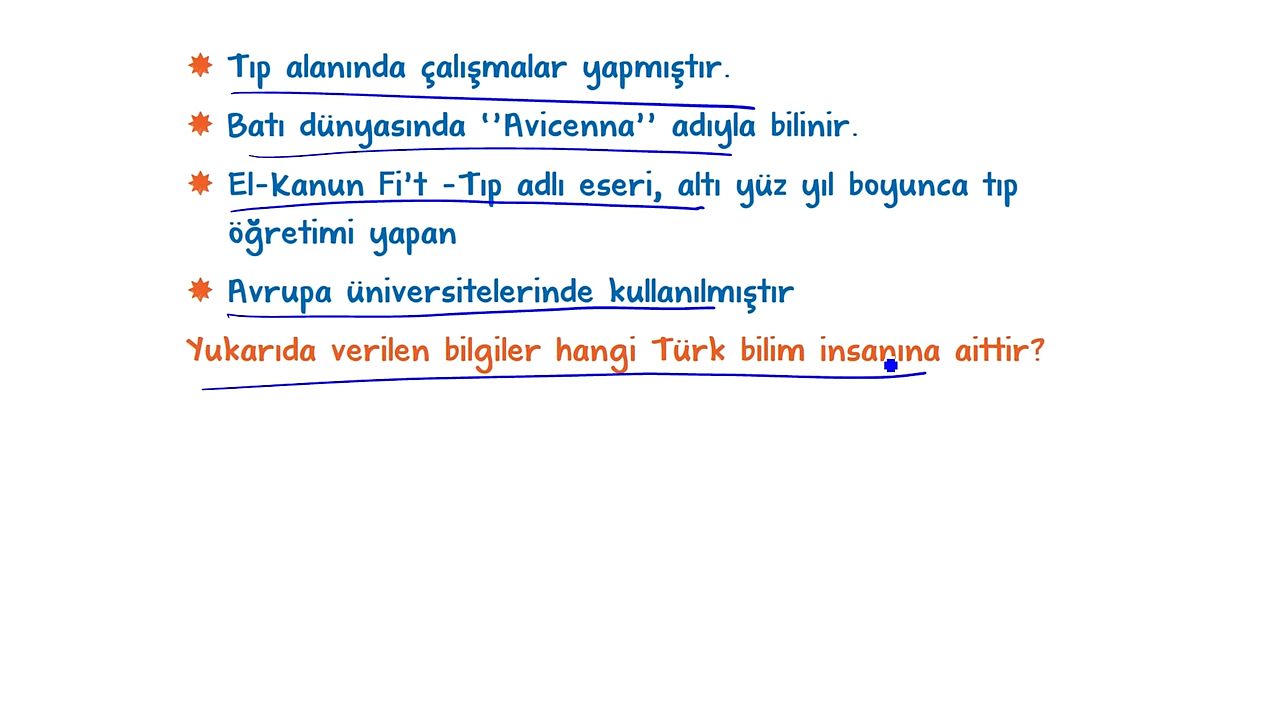 Tıp alanında çalışmalar yapmıştır.
Batı dünyasında ‘’Avicenna’’ adıyla bilinir.
El-Kanun Fi’t -Tıp adlı eseri, altı yüz yıl boyunca tıp
öğretimi yapan
Avrupa üniversitelerinde kullanılmıştır
Yukarıda verilen bilgiler hangi Türk bilim insanına aittir?